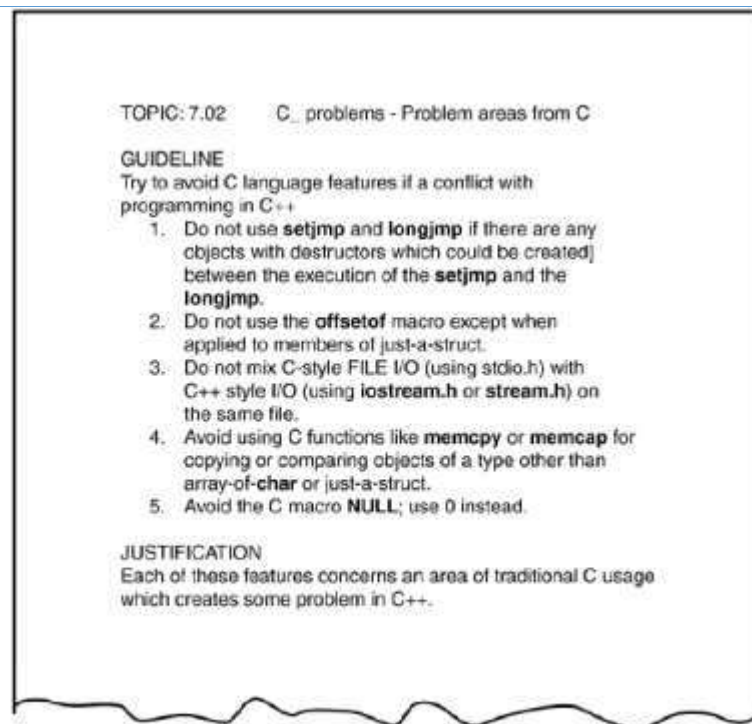 TOPIC: 7.02 C_ problems - Problem areas from C
GUIDELINE
Try to avoid C language features if a conflict with
programming in C++
1. Do not use setjmp and longjmp if there are any
objects with destructors which could be created]
between the execution of the setjmp and the
longjmp.
2. Do not use the offsetof macro except when
applied to members of just-a-struct.
3. Do not mix C-style FILE I/O (using stdio.h) with
C++ style I/O (using iostream.h or stream.h) on
the same file.
4. Avoid using C functions like memcpy or memcap for
copying or comparing objects of a type other than
array-of-char or just-a-struct.
5. Avoid the C macro NULL; use 0 instead.
JUSTIFICATION
Each of these features concerns an area of traditional C usage
which creates some problem in C++.